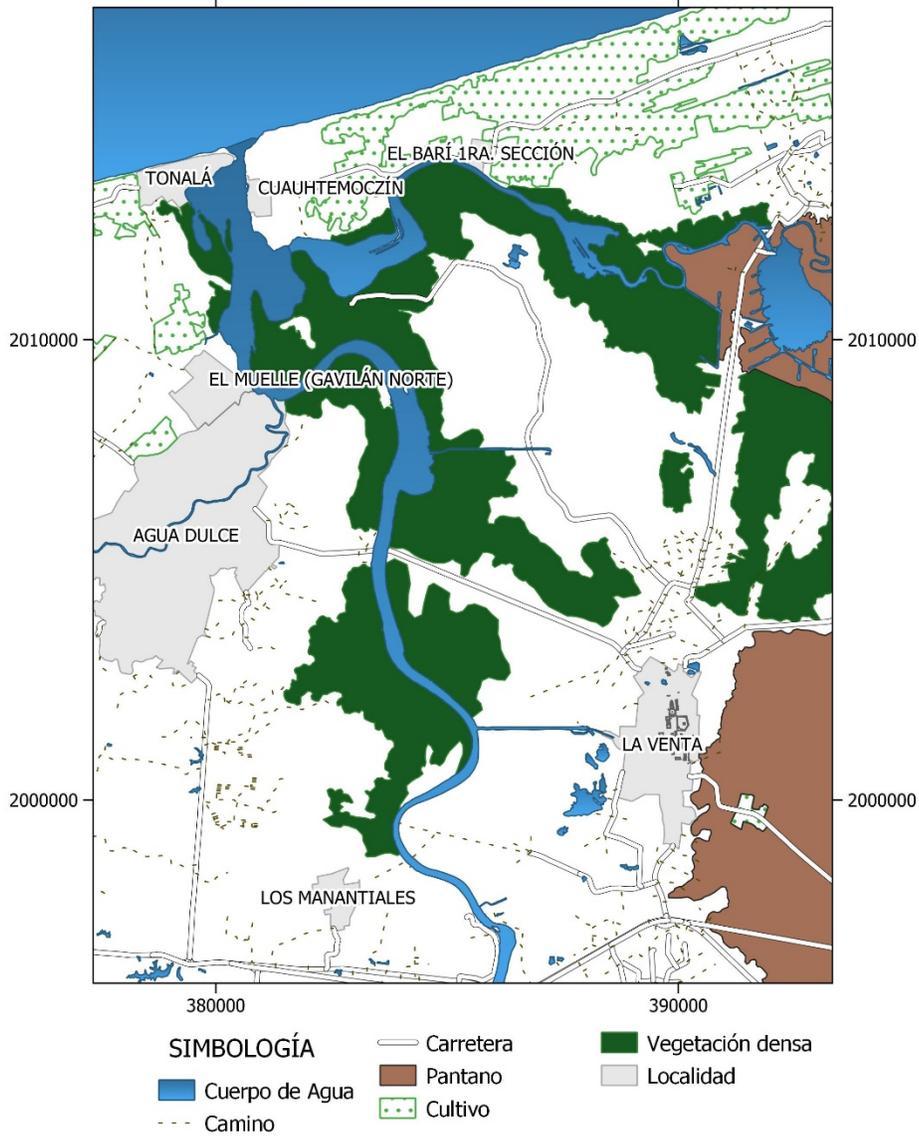 EL BARÍ 1RA. SECCIÓN
TONALÁ
CUAUHTEMOCZÍN
2010000
2010000
EL MUELLE (GAVILÁN NORTE)
AGUA DULCE
LA VENTA
2000000
2000000
LOS MANANTIALES
380000
390000
SIMBOLOGÍA
Cuerpo de Agua
Camino
Carretera
Pantano
Cultivo
Vegetación densa
Localidad